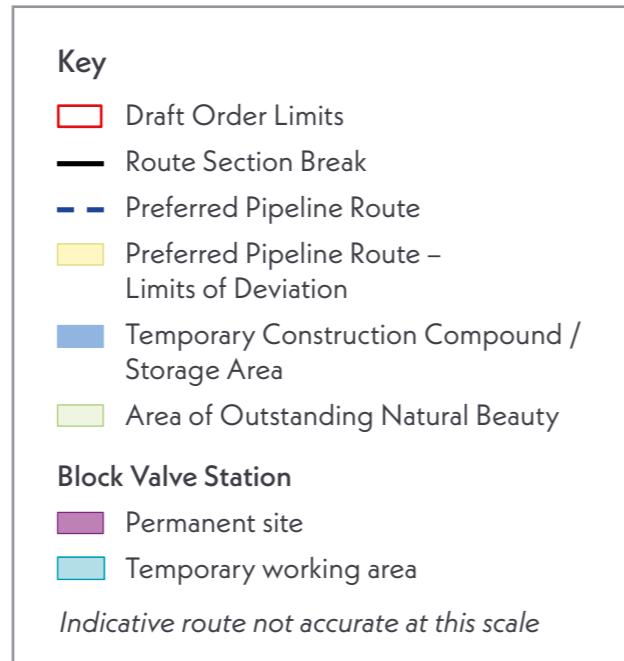 Key
Draft Order Limits
Route Section Break
Preferred Pipeline Route
Preferred Pipeline Route –
Limits of Deviation
Temporary Construction Compound /
Storage Area
Area of Outstanding Natural Beauty
Block Valve Station
Permanent site
Temporary working area
Indicative route not accurate at this scale